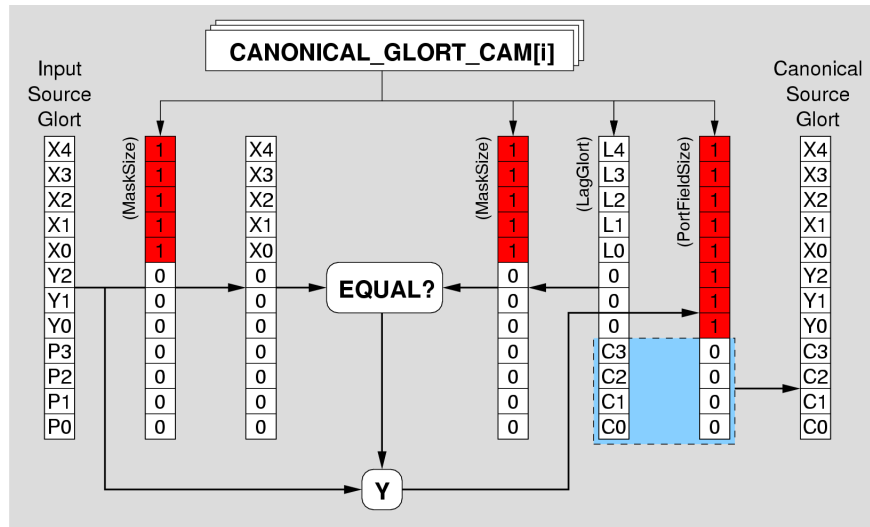 CANONICAL_GLORT_CAM[i]
Input
Source
Glort
Canonical
Source
Glort
(MaskSize)
(MaskSize)
(LagGlort)
(PortFieldSize)
X4 1 X4 1 L4 1 X4
X3 1 X3 1 L3 1 X3
X2 1 X2 1 L2 1 X2
X1 1 X1 1 L1 1 X1
X0 1 X0 1 L0 1 X0
Y2 0 0 0 0 1 Y2
Y1 0 0 EQUAL? 0 0 1 Y1
Y0 0 0 0 0 1 Y0
P3 0 0 0 C3 0 C3
P2 0 0 0 C2 0 C2
P1 0 0 0 C1 0 C1
P0 0 0 0 C0 0 C0
Y